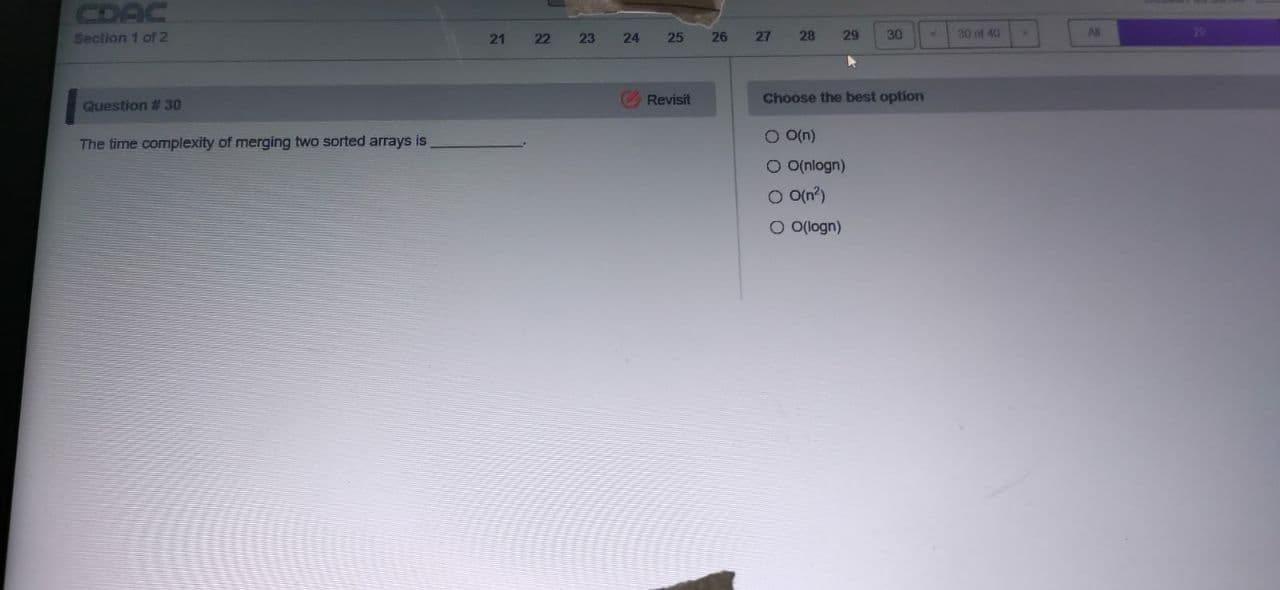 CDAC
Section 1 of 2
21 22 23 24 25 26 27 28 29 30 30 of 40 All 29
Question # 30
Revisit
The time complexity of merging two sorted arrays is __________.
Choose the best option
O(n)
O(nlogn)
O(n²)
O(logn)